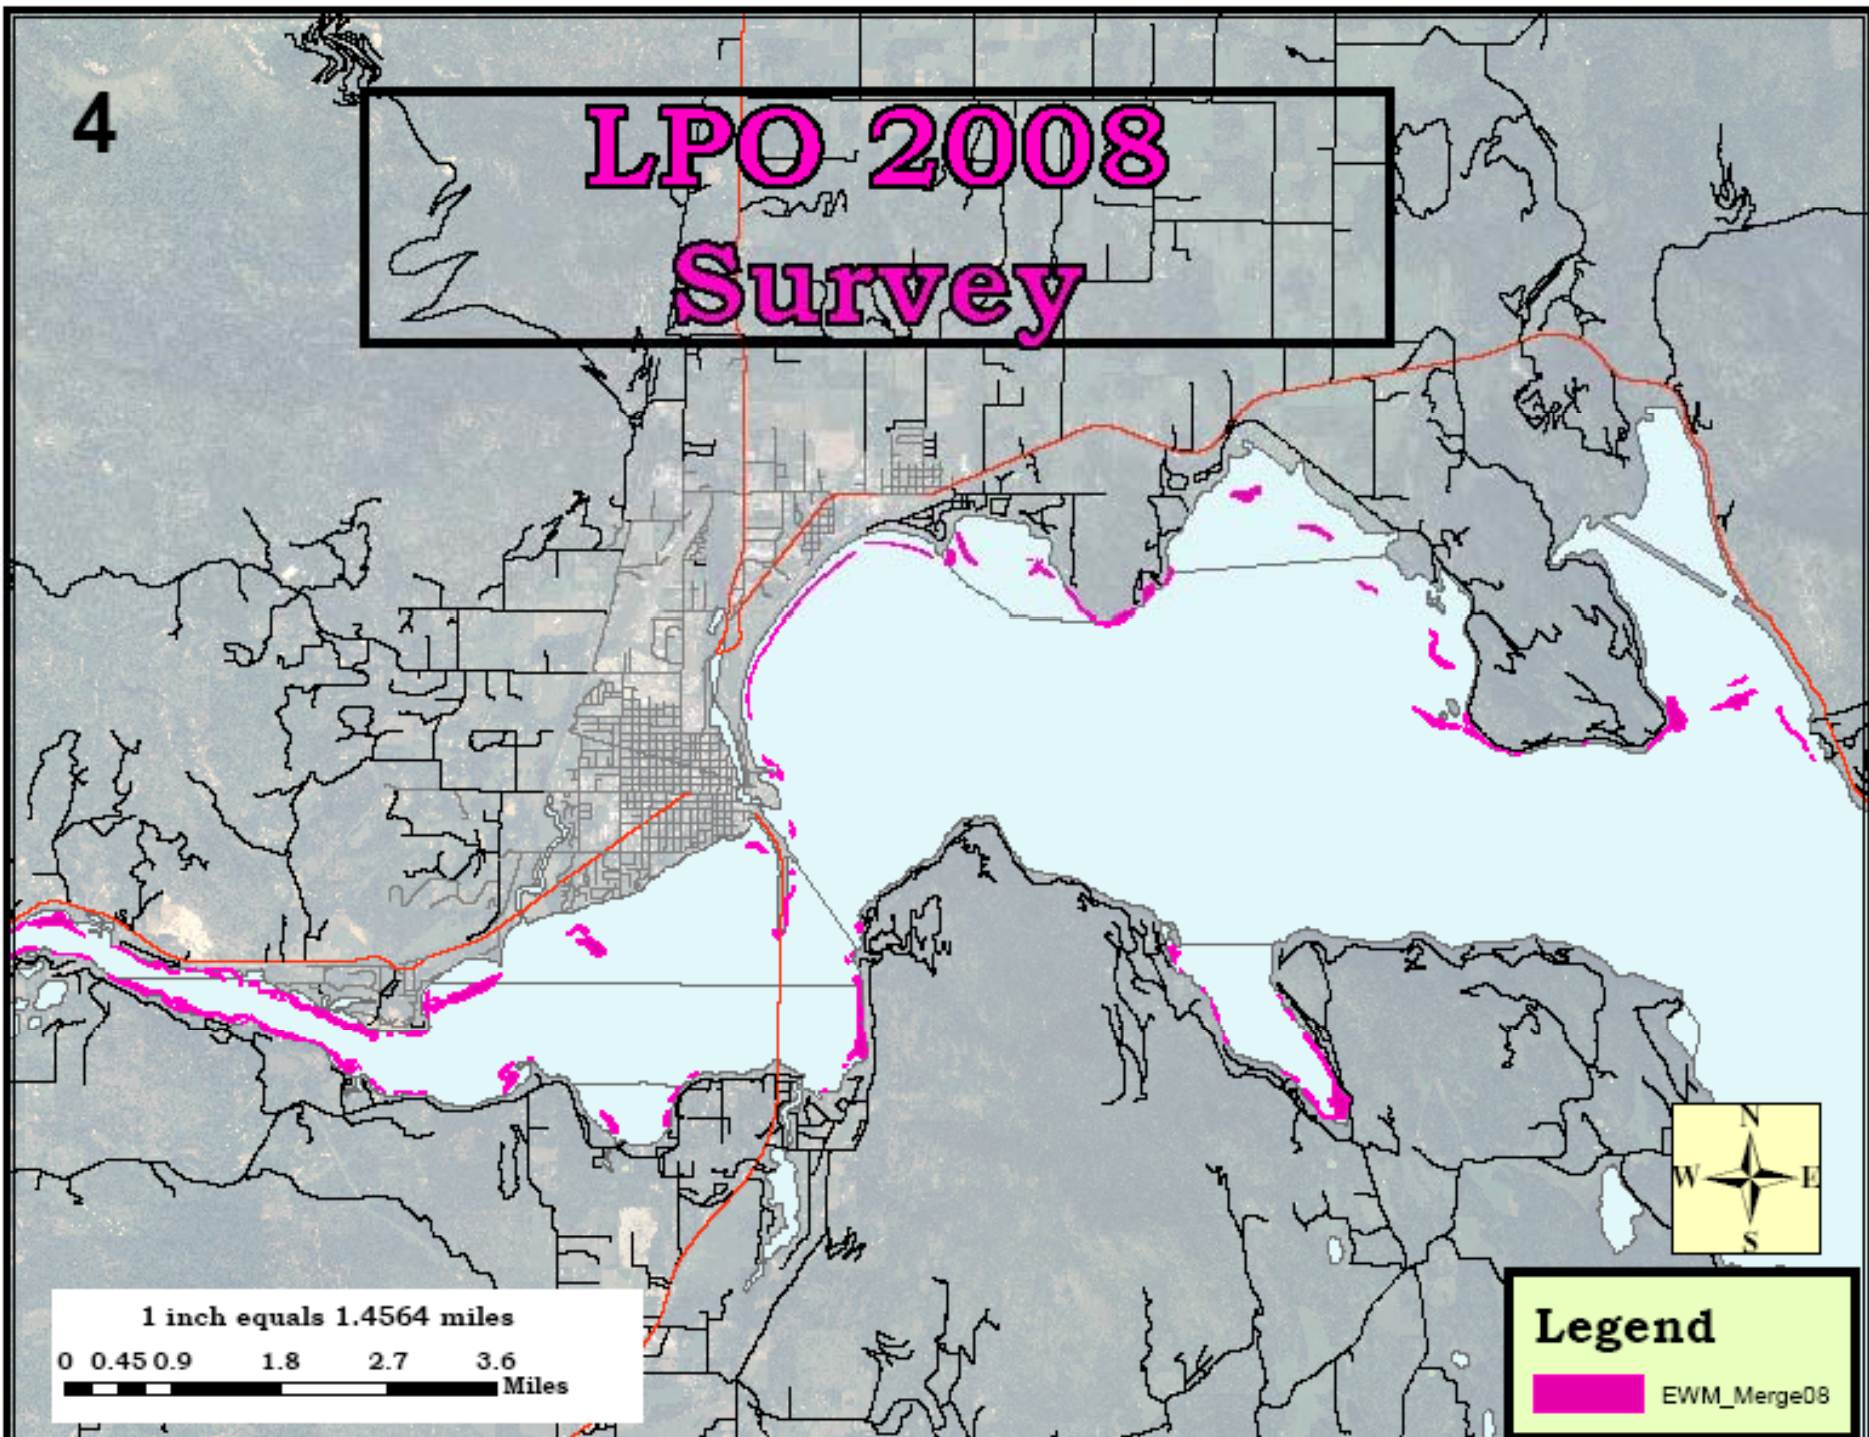 4
LPO 2008
Survey
N
W E
S
1 inch equals 1.4564 miles
0 0.45 0.9 1.8 2.7 3.6
Miles
Legend
EWM_Merge08